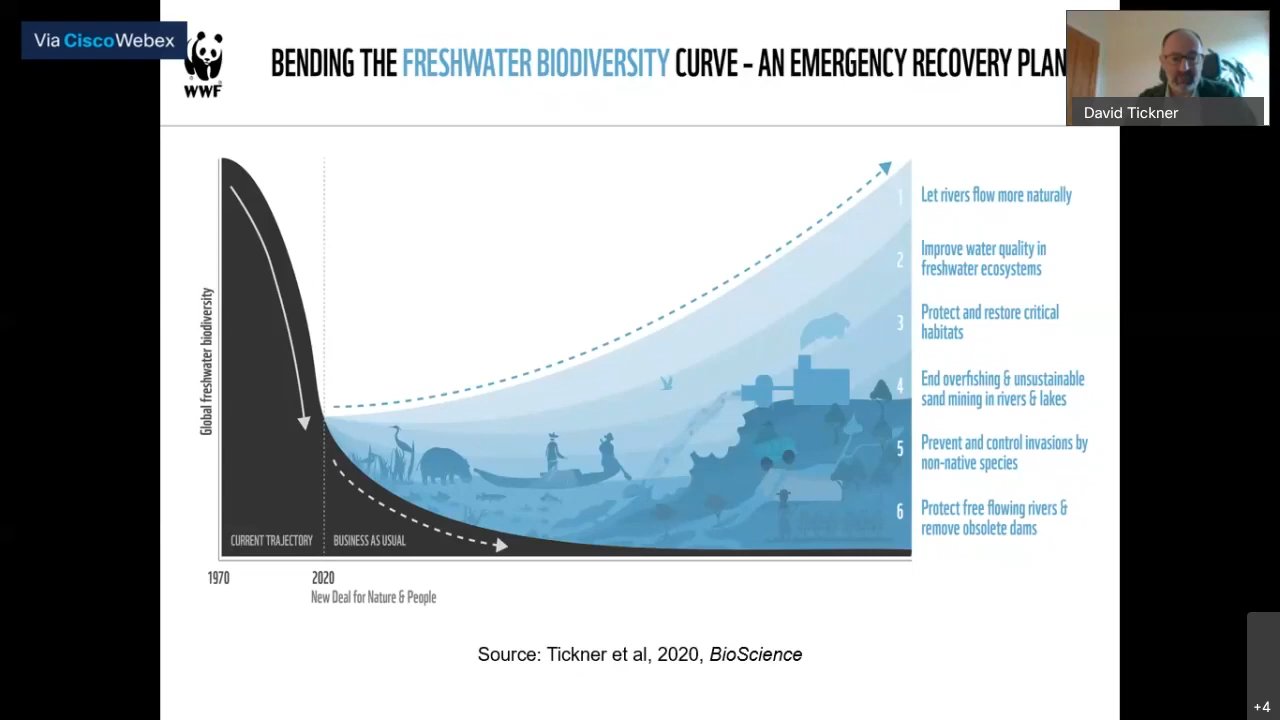 Via Cisco Webex
WWF
BENDING THE FRESHWATER BIODIVERSITY CURVE – AN EMERGENCY RECOVERY PLAN
David Tickner
Global freshwater biodiversity
1
Let rivers flow more naturally
2
Improve water quality in
freshwater ecosystems
3
Protect and restore critical
habitats
4
End overfishing & unsustainable
sand mining in rivers & lakes
5
Prevent and control invasions by
non-native species
6
Protect free flowing rivers &
remove obsolete dams
CURRENT TRAJECTORY
BUSINESS AS USUAL
1970
2020
New Deal for Nature & People
Source: Tickner et al, 2020, BioScience
+4